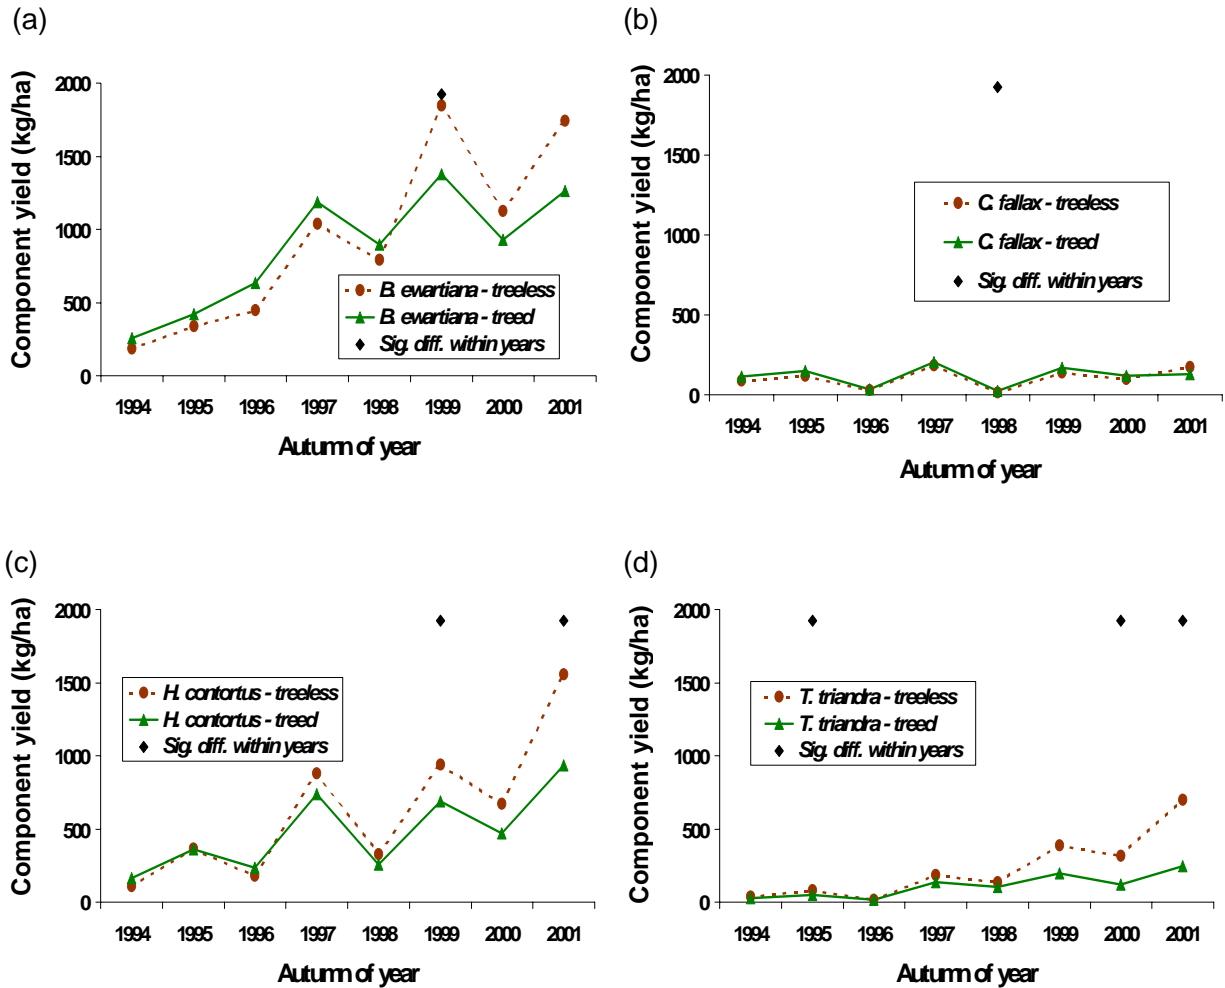 (a)
Component yield (kg/ha)
2000
1500
1000
500
0
B. ewartiana - treeless
B. ewartiana - treed
Sig. diff. within years
1994 1995 1996 1997 1998 1999 2000 2001
Autumn of year
(b)
Component yield (kg/ha)
2000
1500
1000
500
0
C. fallax - treeless
C. fallax - treed
Sig. diff. within years
1994 1995 1996 1997 1998 1999 2000 2001
Autumn of year
(c)
Component yield (kg/ha)
2000
1500
1000
500
0
H. contortus - treeless
H. contortus - treed
Sig. diff. within years
1994 1995 1996 1997 1998 1999 2000 2001
Autumn of year
(d)
Component yield (kg/ha)
2000
1500
1000
500
0
T. triandra - treeless
T. triandra - treed
Sig. diff. within years
1994 1995 1996 1997 1998 1999 2000 2001
Autumn of year